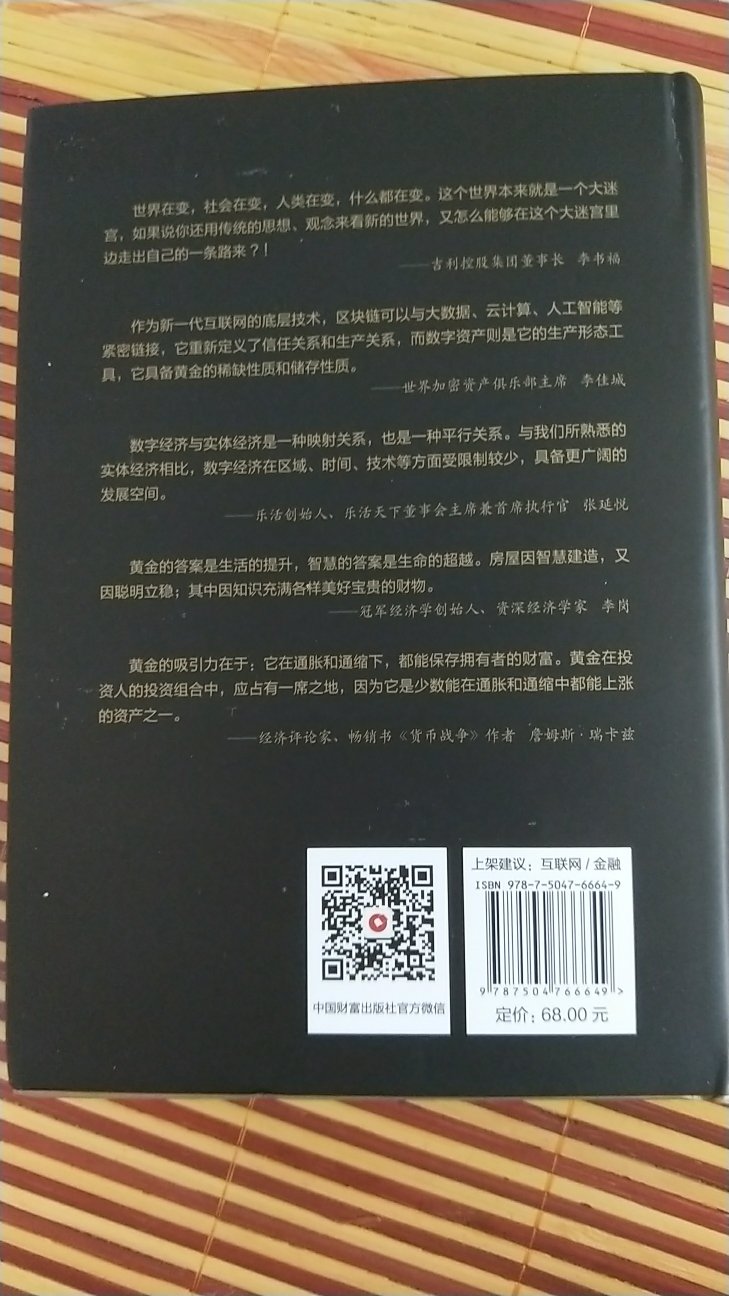 世界在变，社会在变，人类在变，什么都在变。这个世界本来就是一个大迷
宫，如果说你还用传统的思想、观念来看新的世界，又怎么能够在这个大迷宫里
边走出自己的一条路来？！
——吉利控股集团董事长 李书福
作为新一代互联网的底层技术，区块链可以与大数据、云计算、人工智能等
紧密链接，它重新定义了信任关系和生产关系，而数字资产则是它的生产形态工
具，它具备黄金的稀缺性质和储存性质。
——世界加密资产俱乐部主席 李佳城
数字经济与实体经济是一种映射关系，也是一种平行关系。与我们所熟悉的
实体经济相比，数字经济在区域、时间、技术等方面受限制较少，具备更广阔的
发展空间。
——乐活创始人、乐活天下董事会主席兼首席执行官 张延悦
黄金的答案是生活的提升，智慧的答案是生命的超越。房屋因智慧建造，又
因聪明立稳；其中因知识充满各样美好宝贵的财物。
——冠军经济学创始人、资深经济学家 李岗
黄金的吸引力在于：它在通胀和通缩下，都能保存拥有者的财富。黄金在投
资人的投资组合中，应占有一席之地，因为它是少数能在通胀和通缩中都能上涨
的资产之一。
——经济评论家、畅销书《货币战争》作者 詹姆斯·瑞卡兹
中国财富出版社官方微信
上架建议：互联网/金融
ISBN 978-7-5047-6664-9
9 787504 766649 >
定价：68.00 元